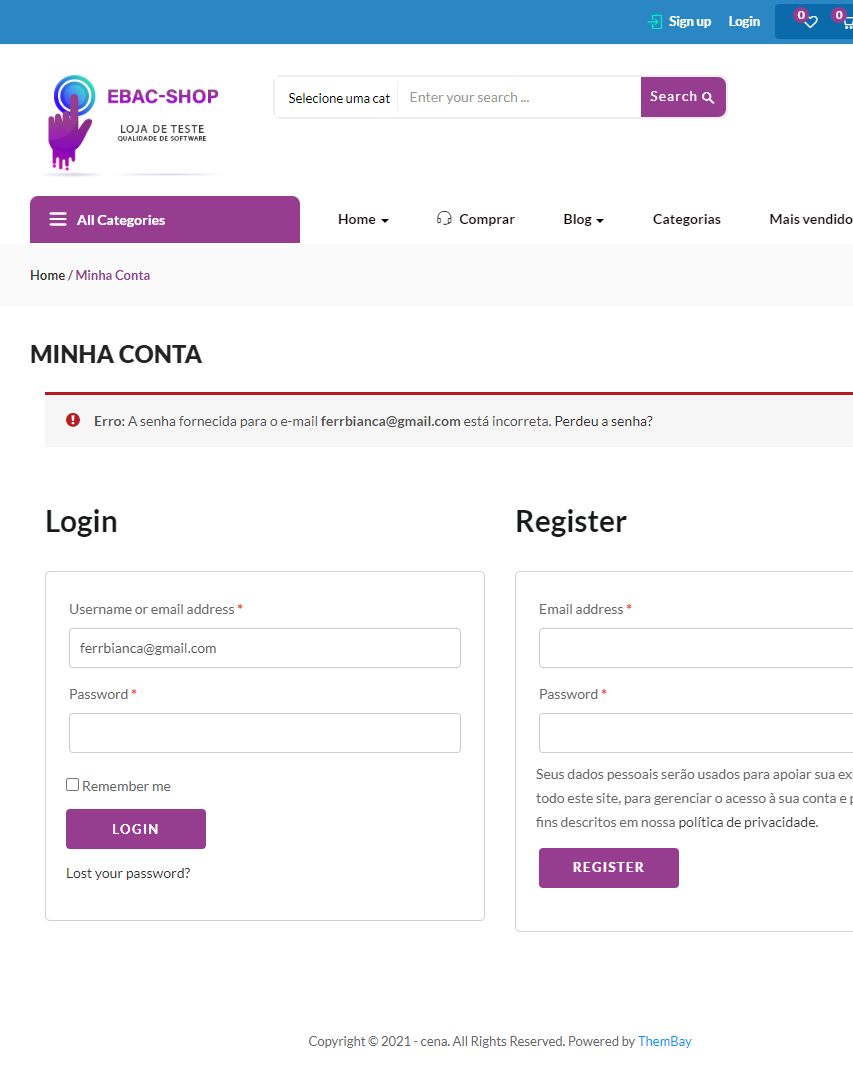 Sign up Login 0 0
EBAC-SHOP
LOJA DE TESTE
QUALIDADE DE SOFTWARE
Selecione uma cat Enter your search ... Search
All Categories Home Comprar Blog Categorias Mais vendido
Home / Minha Conta
MINHA CONTA
Erro: A senha fornecida para o e-mail ferrbianca@gmail.com está incorreta. Perdeu a senha?
Login
Username or email address *
ferrbianca@gmail.com
Password *
Remember me
LOGIN
Lost your password?
Register
Email address *
Password *
Seus dados pessoais serão usados para apoiar sua ex
todo este site, para gerenciar o acesso à sua conta e p
fins descritos em nossa política de privacidade.
REGISTER
Copyright © 2021 - cena. All Rights Reserved. Powered by ThemBay